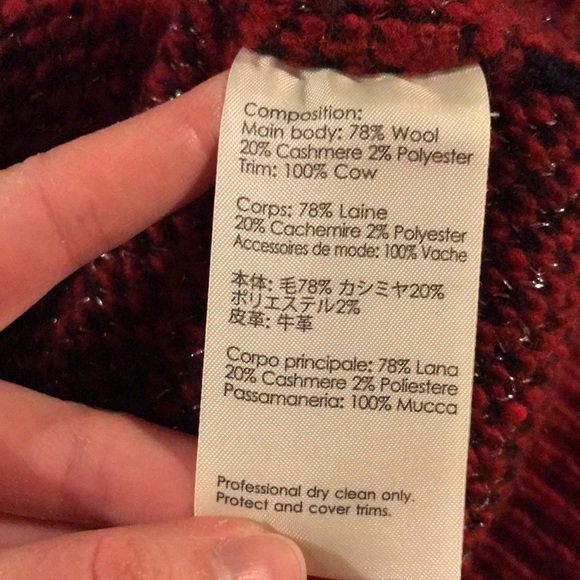 Composition:
Main body: 78% Wool
20% Cashmere 2% Polyester
Trim: 100% Cow
Corps: 78% Laine
20% Cachemire 2% Polyester
Accessoires de mode: 100% Vache
本体: 毛78% カシミヤ20%
ポリエステル2%
皮革: 牛革
Corpo principale: 78% Lana
20% Cashmere 2% Poliestere
Passamaneria: 100% Mucca
Professional dry clean only.
Protect and cover trims.